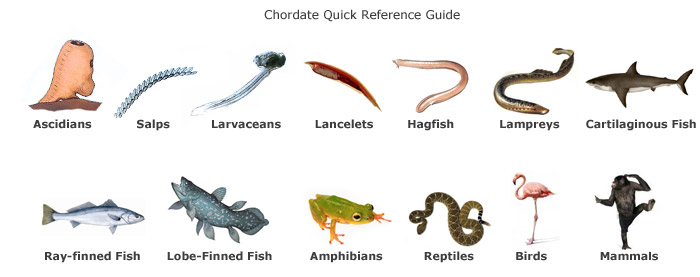 Chordate Quick Reference Guide
Ascidians Salps Larvaceans Lancelets Hagfish Lampreys Cartilaginous Fish
Ray-finned Fish Lobe-Finned Fish Amphibians Reptiles Birds Mammals